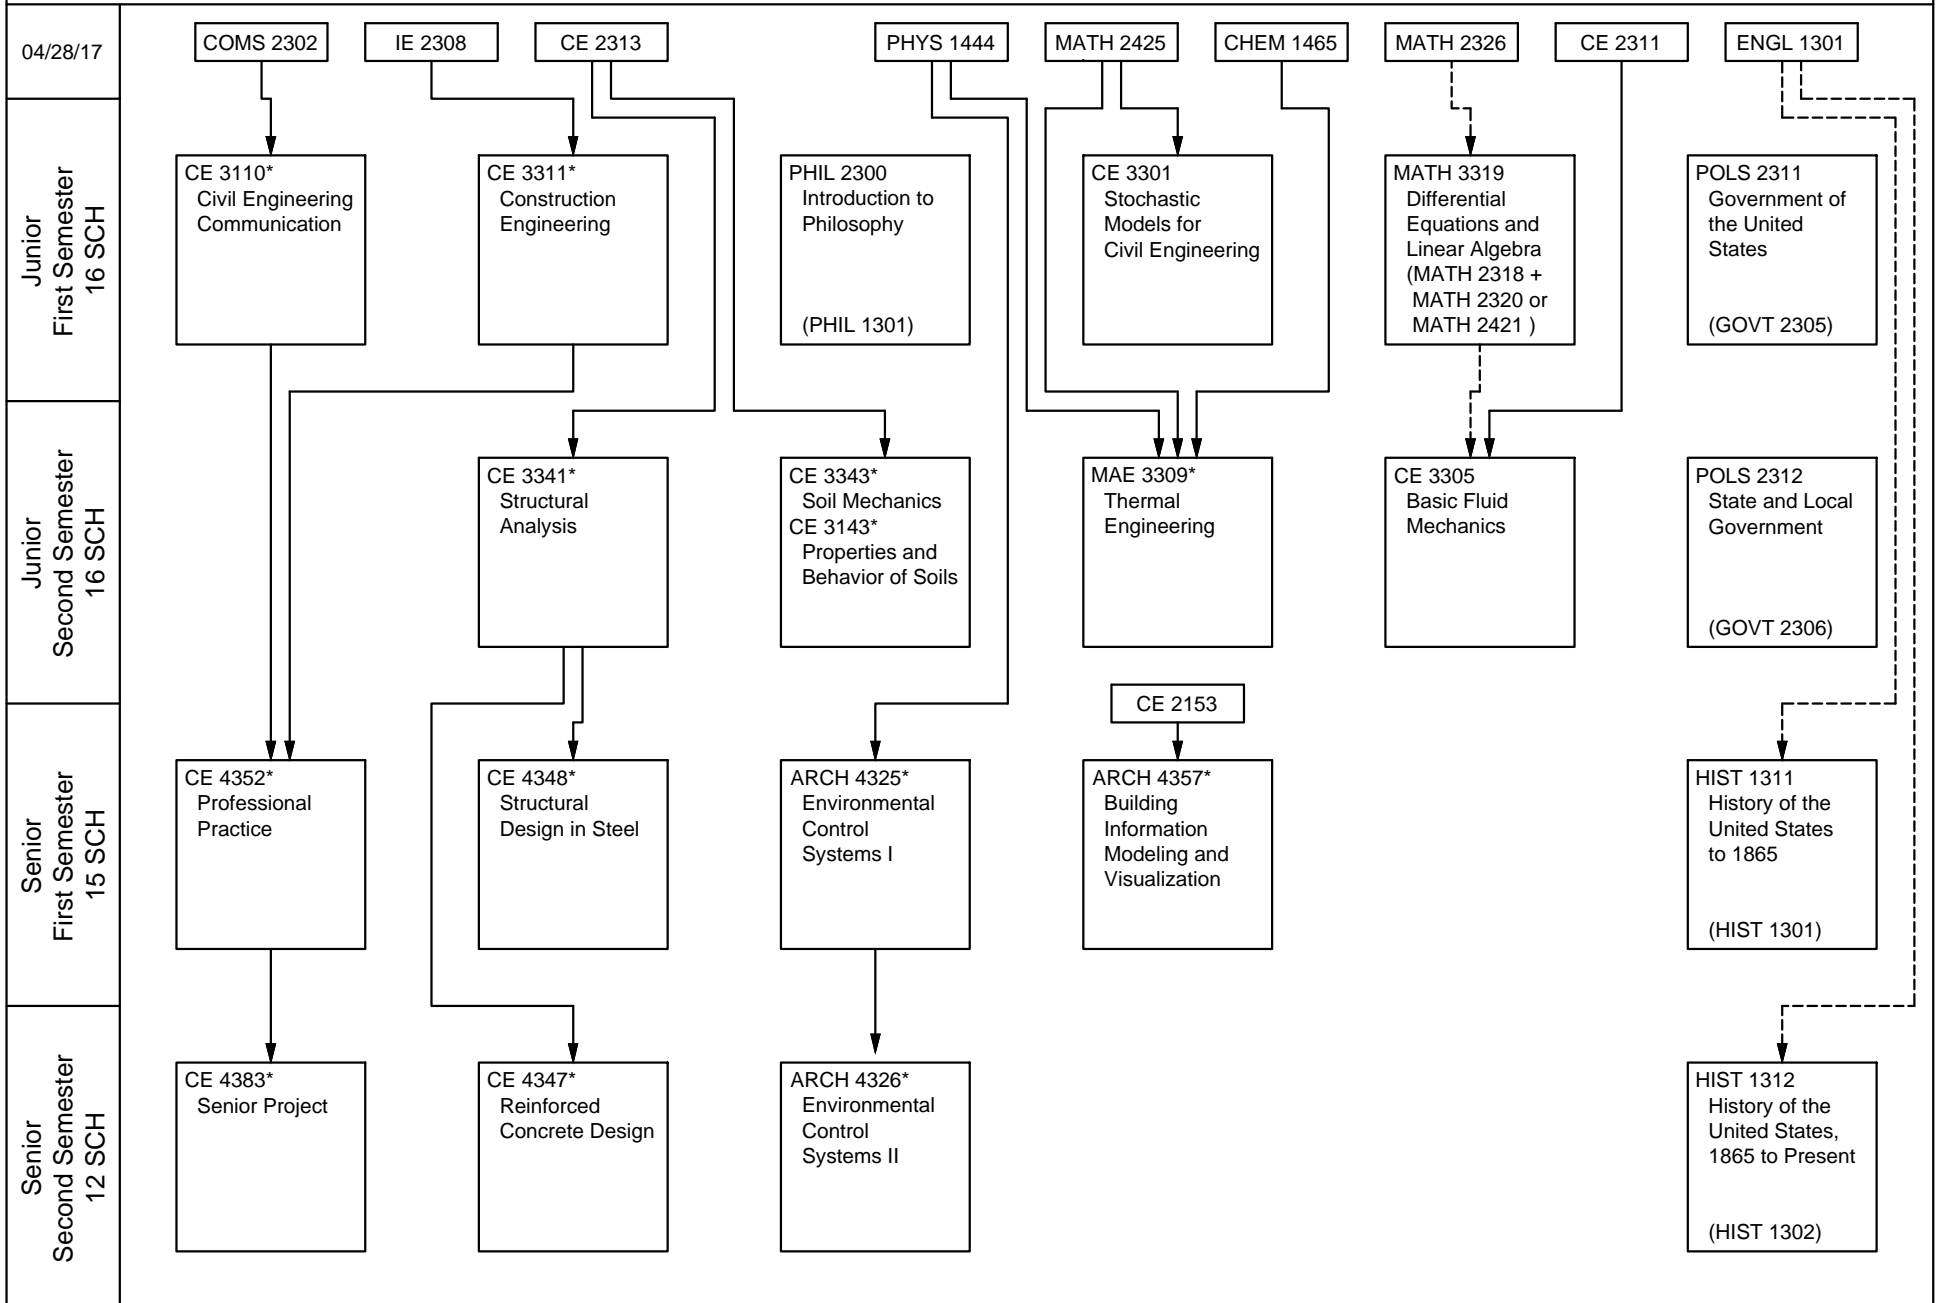 04/28/17
COMS 2302
IE 2308
CE 2313
PHYS 1444
MATH 2425
CHEM 1465
MATH 2326
CE 2311
ENGL 1301
Junior
First Semester
16 SCH
CE 3110*
Civil Engineering
Communication
CE 3311*
Construction
Engineering
PHIL 2300
Introduction to
Philosophy
(PHIL 1301)
CE 3301
Stochastic
Models for
Civil Engineering
MATH 3319
Differential
Equations and
Linear Algebra
(MATH 2318 +
MATH 2320 or
MATH 2421 )
POLS 2311
Government of
the United
States
(GOVT 2305)
Junior
Second Semester
16 SCH
CE 3341*
Structural
Analysis
CE 3343*
Soil Mechanics
CE 3143*
Properties and
Behavior of Soils
MAE 3309*
Thermal
Engineering
CE 3305
Basic Fluid
Mechanics
POLS 2312
State and Local
Government
(GOVT 2306)
CE 2153
Senior
First Semester
15 SCH
CE 4352*
Professional
Practice
CE 4348*
Structural
Design in Steel
ARCH 4325*
Environmental
Control
Systems I
ARCH 4357*
Building
Information
Modeling and
Visualization
HIST 1311
History of the
United States
to 1865
(HIST 1301)
Senior
Second Semester
12 SCH
CE 4383*
Senior Project
CE 4347*
Reinforced
Concrete Design
ARCH 4326*
Environmental
Control
Systems II
HIST 1312
History of the
United States,
1865 to Present
(HIST 1302)